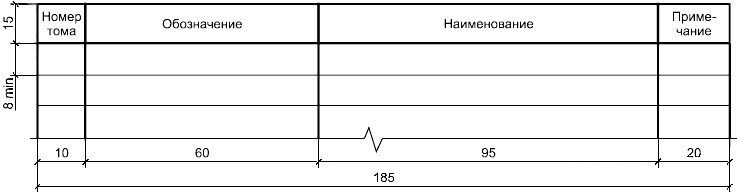 15
Номер
тома
Обозначение
Наименование
Приме-
чание
8 min
10
60
95
20
185